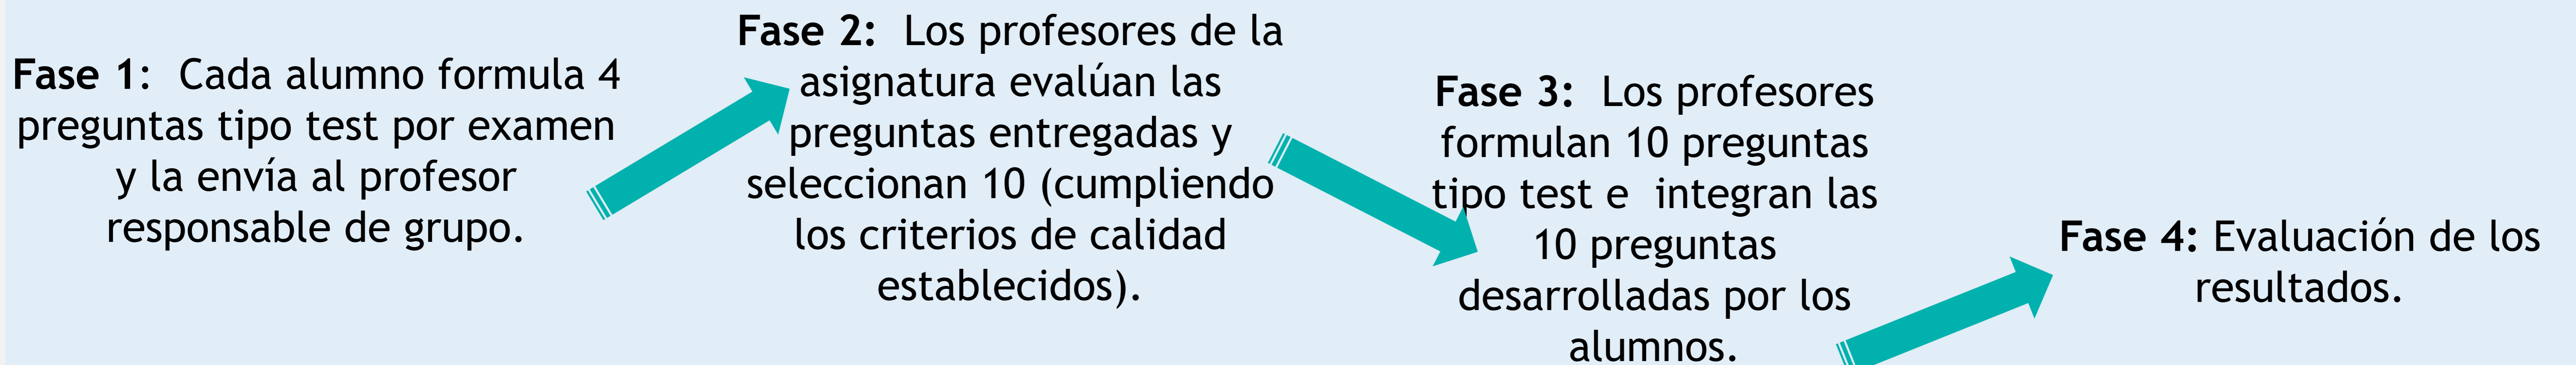 Fase 1:  Cada alumno formula 4
preguntas tipo test por examen
y la envía al profesor
responsable de grupo.
Fase 2:  Los profesores de la
asignatura evalúan las
preguntas entregadas y
seleccionan 10 (cumpliendo
los criterios de calidad
establecidos).
Fase 3:  Los profesores
formulan 10 preguntas
tipo test e  integran las
10 preguntas
desarrolladas por los
alumnos.
Fase 4: Evaluación de los
resultados.